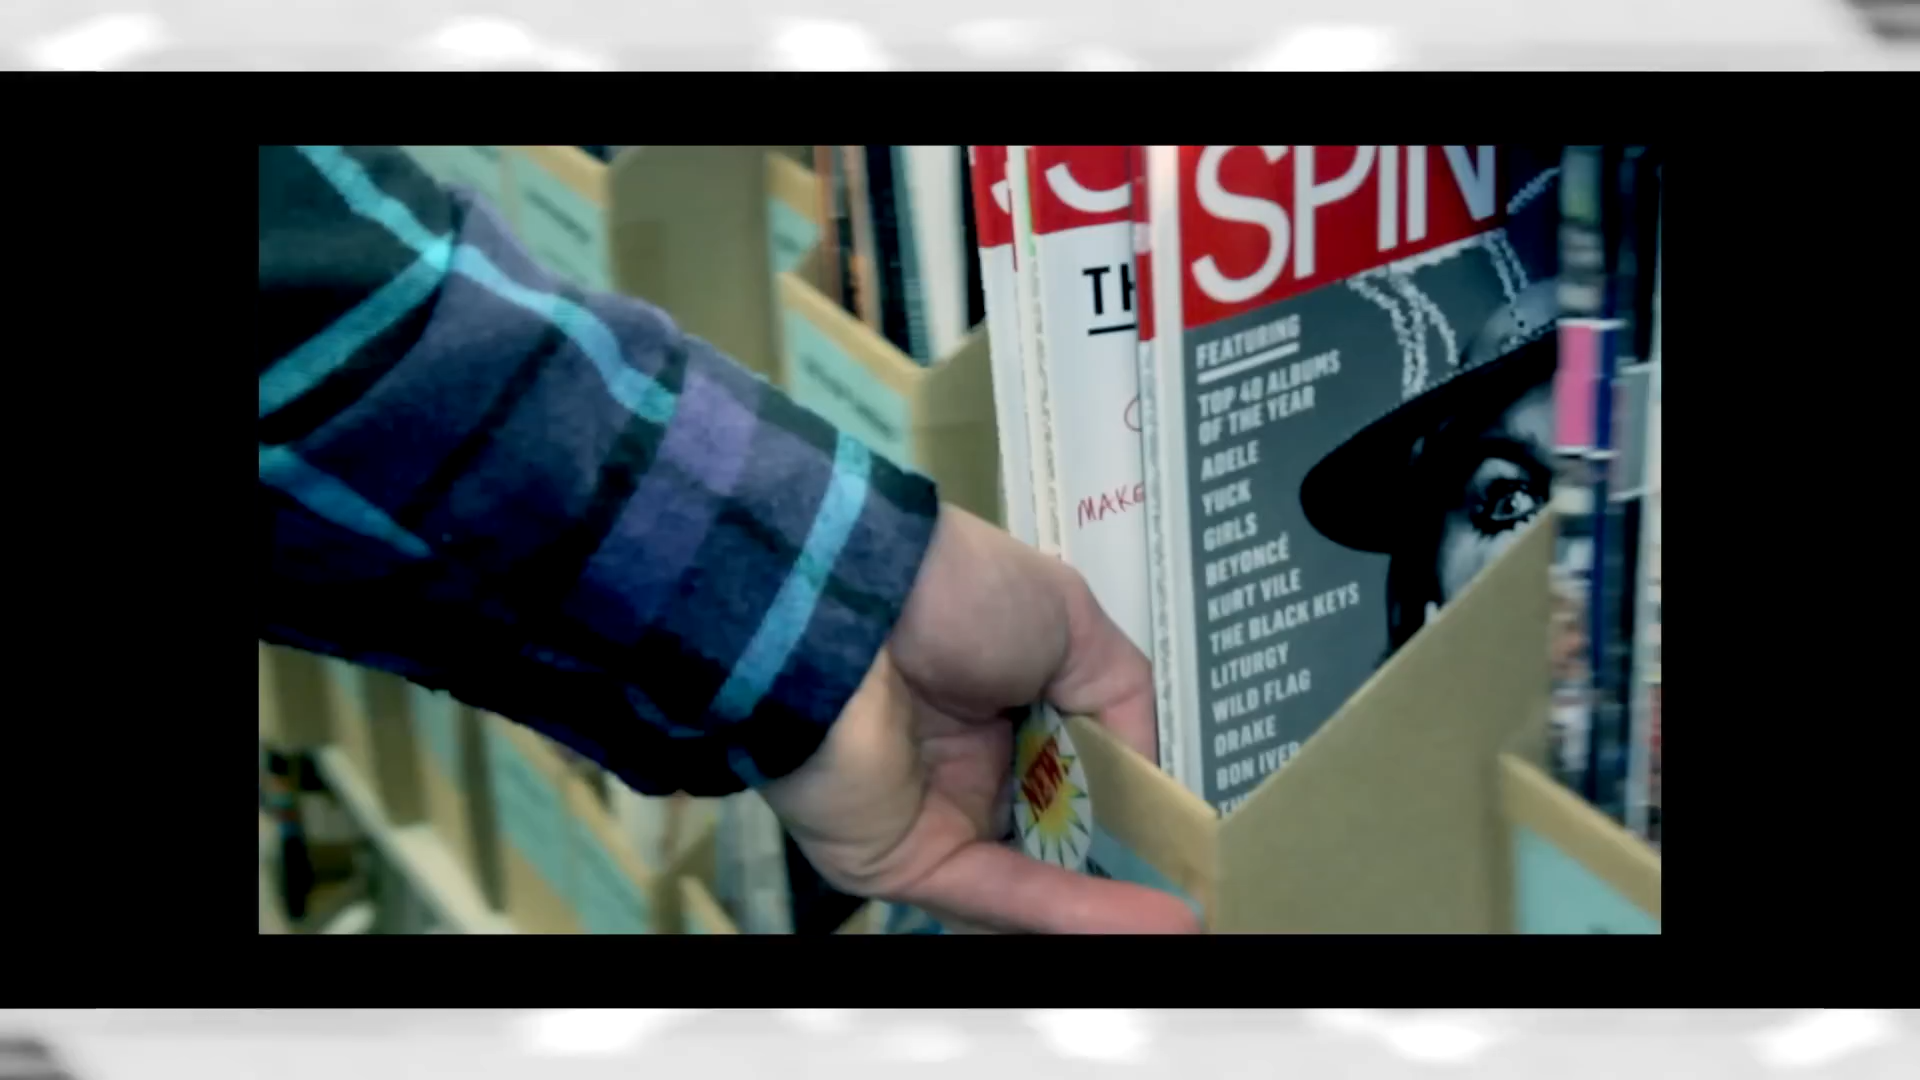 SPIN
TH
MAKE
FEATURING
TOP 40 ALBUMS
OF THE YEAR
ADELE
YUCK
GIRLS
BEYONCÉ
KURT VILE
THE BLACK KEYS
LITURGY
WILD FLAG
DRAKE
BON IVER
NEW!